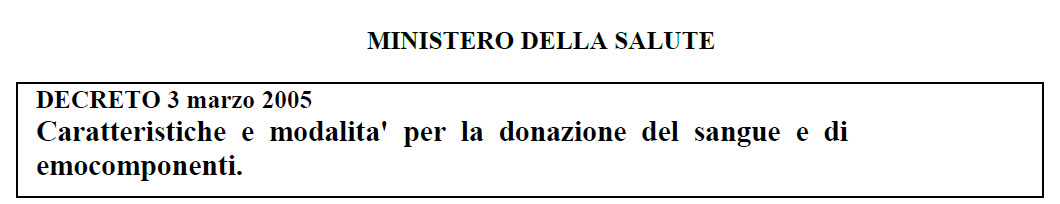 MINISTERO DELLA SALUTE
DECRETO 3 marzo 2005
Caratteristiche e modalita' per la donazione del sangue e di
emocomponenti.